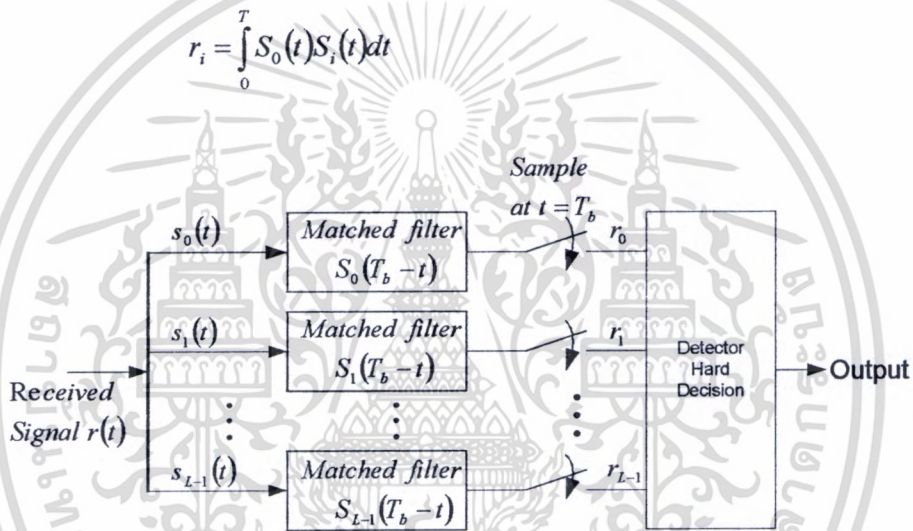 r_i = ∫_0^T S_0(t)S_i(t)dt
Sample
at t = T_b
s_0(t)
Matched filter
S_0(T_b − t)
r_0
s_1(t)
Matched filter
S_1(T_b − t)
r_1
Detector
Hard
Decision
Output
Received
Signal r(t)
s_{L−1}(t)
Matched filter
S_{L−1}(T_b − t)
r_{L−1}